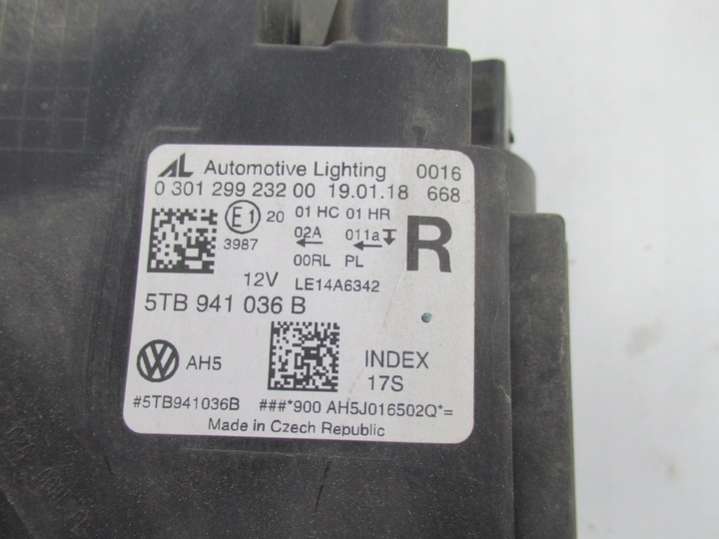 AL Automotive Lighting 0016
0 301 299 232 00 19.01.18 668
E1 20 01 HC 01 HR
3987 02A 011a R
00RL PL
12V LE14A6342
5TB 941 036 B
VW AH5 INDEX
17S
#5TB941036B ###*900 AH5J016502Q*=
Made in Czech Republic